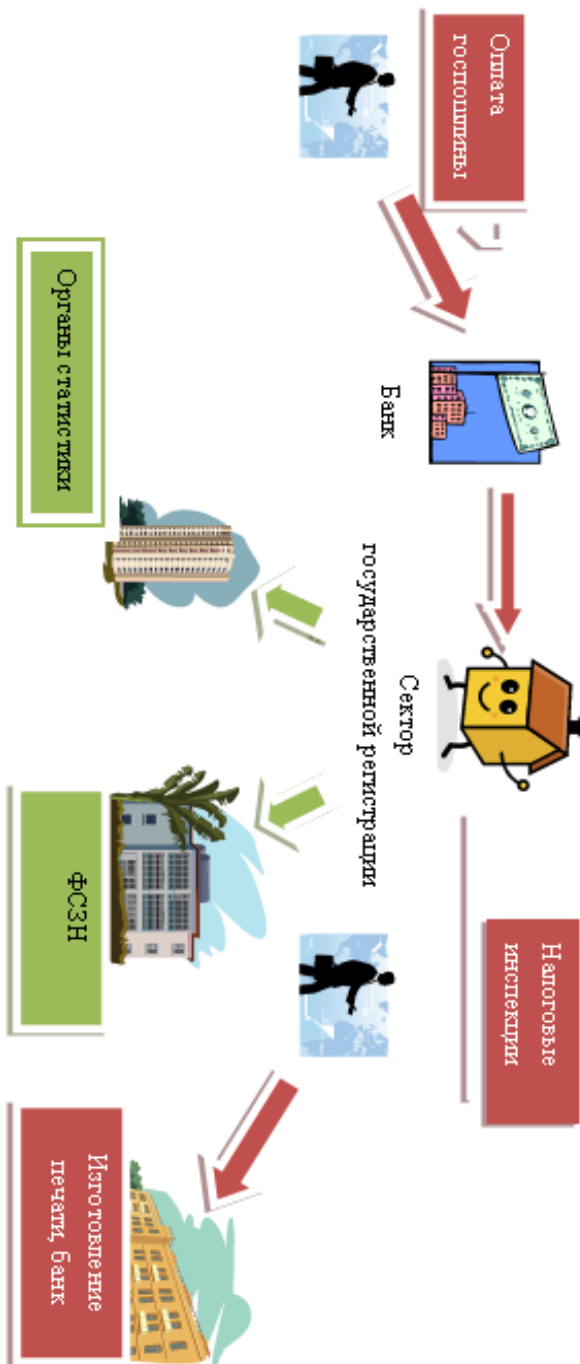 Оплата
госпошлины
Банк
Сектор
государственной регистрации
Налоговые
инспекции
Органы статистики
ФСЗН
Изготовление
печати, банк